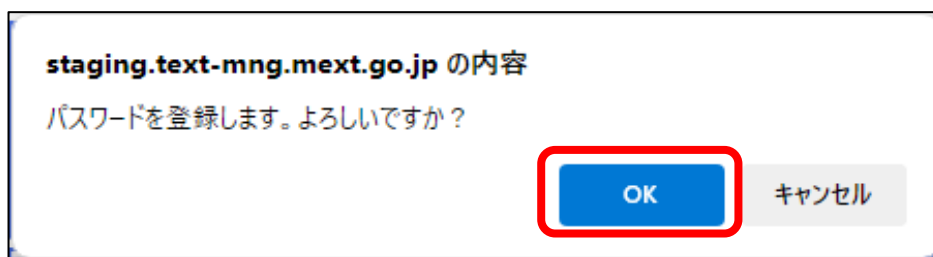 staging.text-mng.mext.go.jp の内容
パスワードを登録します。よろしいですか？
OK キャンセル